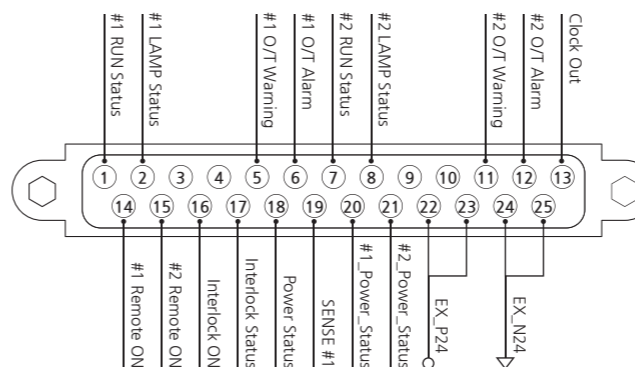 #1 RUN Status
#1 LAMP Status
#1 O/T Warning
#1 O/T Alarm
#2 RUN Status
#2 LAMP Status
#2 O/T Warning
#2 O/T Alarm
Clock Out
1 2 3 4 5 6 7 8 9 10 11 12 13
14 15 16 17 18 19 20 21 22 23 24 25
#1 Remote ON
#2 Remote ON
Interlock ON
Interlock Status
Power Status
SENSE #1
#1_Power_Status
#2_Power_Status
EX_P24
EX_N24